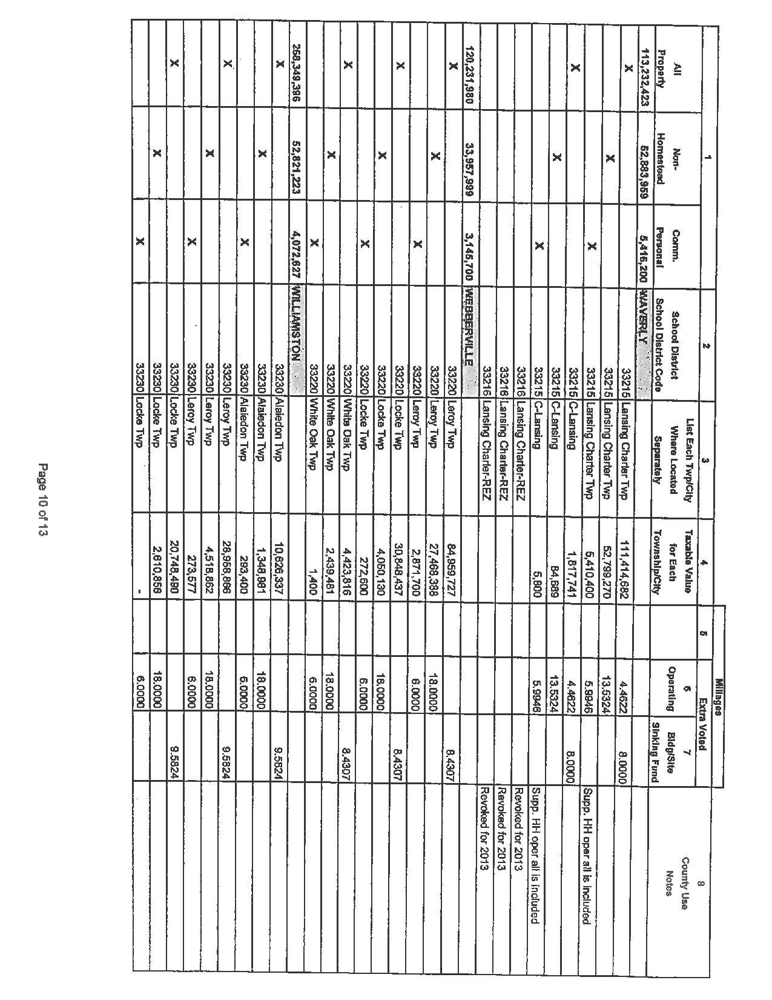 Millages
1 2 3 4 5 6 Extra Voted 7 8
All Property Non-Homestead Comm. Personal School District School District Code List Each Twp/City Where Located Separately Taxable Value for Each Township/City Operating Bldg/Site Sinking Fund County Use Notes
113,232,423 52,883,959 5,416,200 WAVERLY
X 33215 Lansing Charter Twp 111,414,682 4.4622 8.0000
X 33215 Lansing Charter Twp 52,799,270 13.5324
X 33215 Lansing Charter Twp 5,410,400 5.9946 Supp. HH oper all is included
X 33215 C-Lansing 1,817,741 4.4622 8.0000
X 33215 C-Lansing 84,689 13.5324
X 33215 C-Lansing 5,800 5.9946 Supp. HH oper all is included
33216 Lansing Charter-REZ Revoked for 2013
33216 Lansing Charter-REZ Revoked for 2013
33216 Lansing Charter-REZ Revoked for 2013
120,231,980 33,957,999 3,145,700 WEBBERVILLE
X 33220 Leroy Twp 84,959,727 8.4307
X 33220 Leroy Twp 27,468,388 18.0000
X 33220 Leroy Twp 2,871,700 6.0000
X 33220 Locke Twp 30,848,437 8.4307
X 33220 Locke Twp 4,050,130 18.0000
X 33220 Locke Twp 272,600 6.0000
X 33220 White Oak Twp 4,423,816 8.4307
X 33220 White Oak Twp 2,439,481 18.0000
X 33220 White Oak Twp 1,400 6.0000
258,349,396 52,821,223 4,072,627 WILLIAMSTON
X 33230 Alaiedon Twp 10,626,337 9.5824
X 33230 Alaiedon Twp 1,348,981 18.0000
X 33230 Alaiedon Twp 293,400 6.0000
X 33230 Leroy Twp 28,958,866 9.5824
X 33230 Leroy Twp 4,518,862 18.0000
X 33230 Leroy Twp 273,577 6.0000
X 33230 Locke Twp 20,748,490 9.5824
X 33230 Locke Twp 2,610,856 18.0000
X 33230 Locke Twp - 6.0000
Page 10 of 13